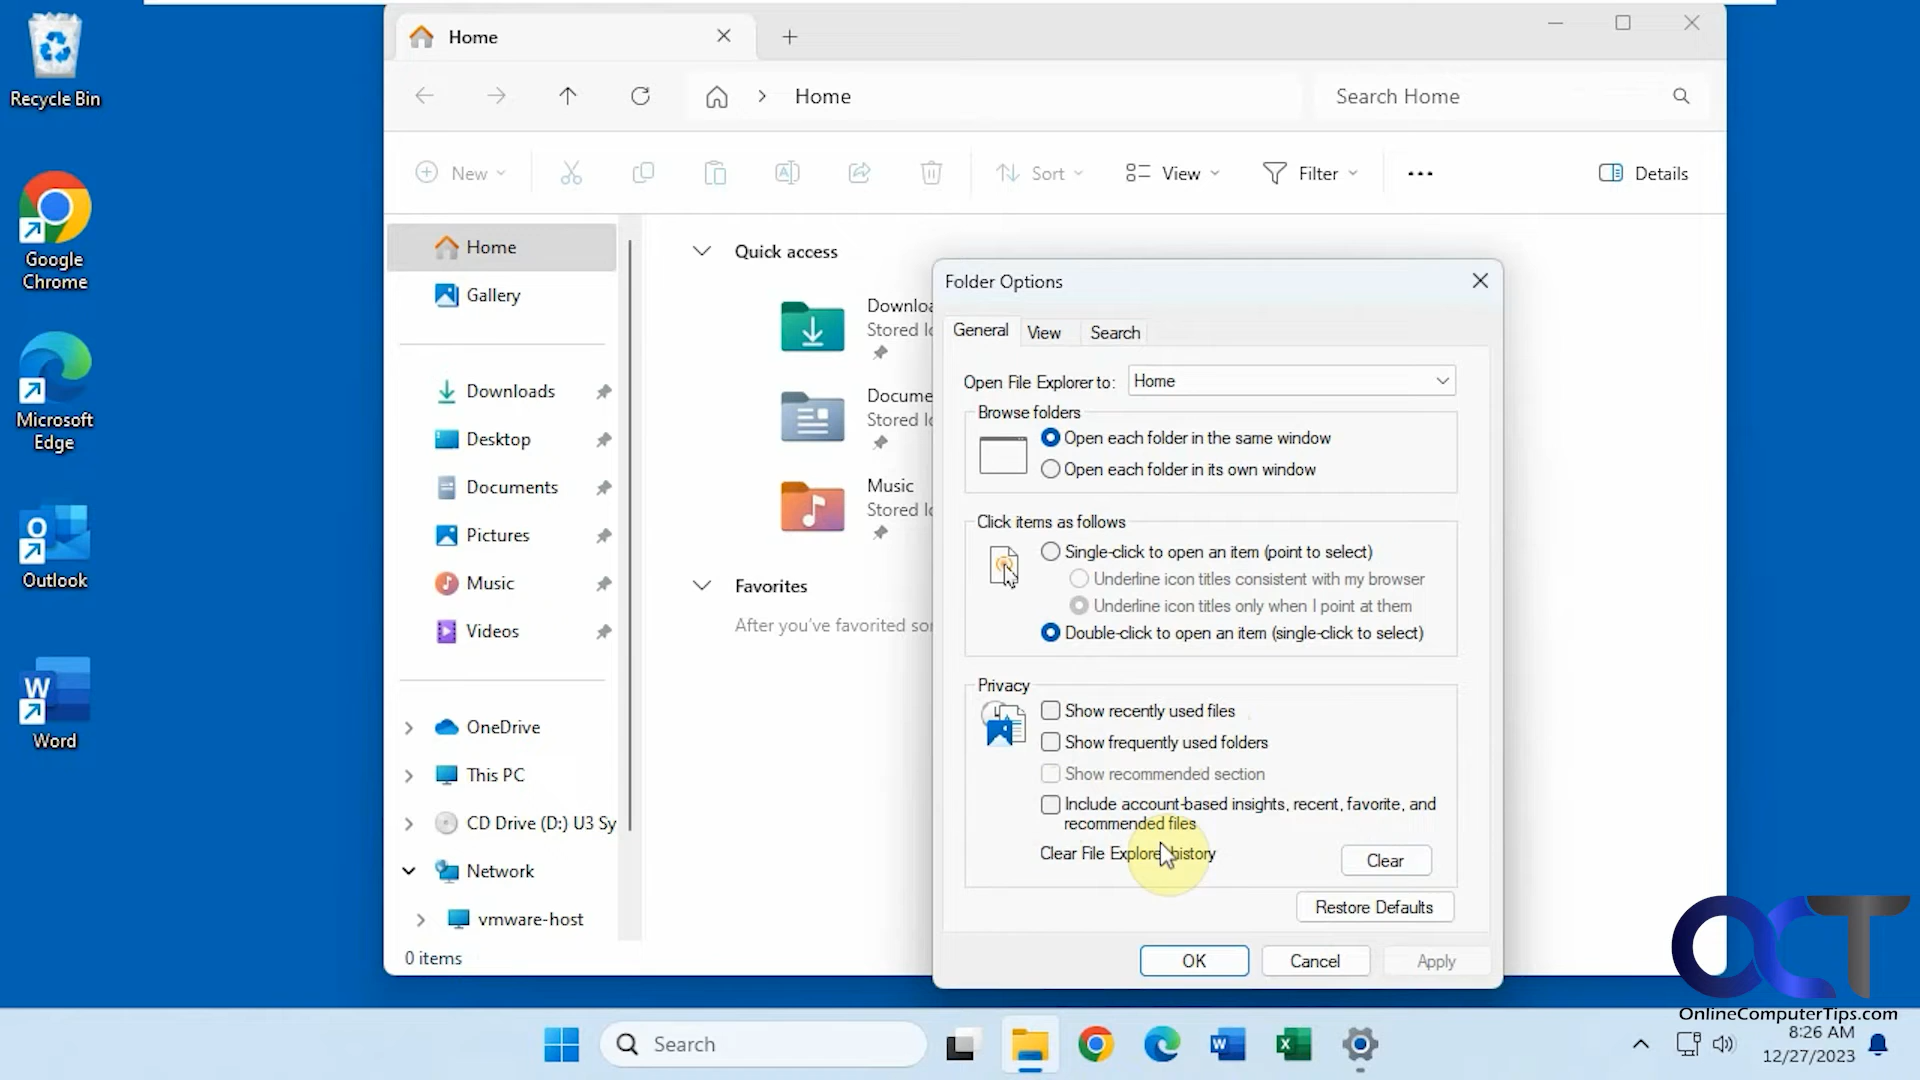 Recycle Bin
Google
Chrome
Microsoft
Edge
Outlook
Word
Home
Home
Search Home
New
Sort
View
Filter
Details
Home
Gallery
Downloads
Desktop
Documents
Pictures
Music
Videos
OneDrive
This PC
CD Drive (D:) U3 Sy
Network
vmware-host
0 items
Quick access
Downloa
Stored lo
Docume
Stored lo
Music
Stored lo
Favorites
After you've favorited so
Folder Options
General
View
Search
Open File Explorer to:
Home
Browse folders
Open each folder in the same window
Open each folder in its own window
Click items as follows
Single-click to open an item (point to select)
Underline icon titles consistent with my browser
Underline icon titles only when I point at them
Double-click to open an item (single-click to select)
Privacy
Show recently used files
Show frequently used folders
Show recommended section
Include account-based insights, recent, favorite, and
recommended files
Clear File Explorer history
Clear
Restore Defaults
OK
Cancel
Apply
OCT
OnlineComputerTips.com
Search
8:26 AM
12/27/2023